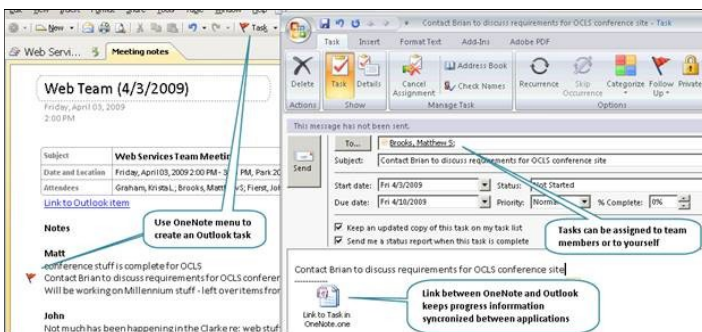 New
Task
Web Servi...
Meeting notes
Web Team (4/3/2009)
Friday, April 03, 2009
2:00 PM
Subject
Web Services Team Meetin
Date and Location
Friday, April 03, 2009 2:00 PM - 3
PM, Park 20
Attendees
Graham, Krista L.; Brooks, Matt
S; Fierst, Joh
Link to Outlook item
Use OneNote menu to
create an Outlook task
Notes
Matt
conference stuff is complete for OCLS
Contact Brian to discuss requirements for OCLS conferen
Will be working on Millennium stuff - left over items from
John
Not much has been happening in the Clarke re: web stuf
Contact Brian to discuss requirements for OCLS conference site - Task
Task
Insert
Format Text
Add-Ins
Adobe PDF
Delete
Task
Details
Cancel
Assignment
Address Book
Check Names
Recurrence
Skip
Occurrence
Categorize
Follow
Up
Private
Actions
Show
Manage Task
Options
This message has not been sent.
Send
To...
Brooks, Matthew S;
Subject:
Contact Brian to discuss requirements for OCLS conference site
Start date:
Fri 4/3/2009
Status:
Not Started
Due date:
Fri 4/10/2009
Priority:
Norma
% Complete:
0%
Keep an updated copy of this task on my task list
Send me a status report when this task is complete
Tasks can be assigned to team
members or to yourself
Contact Brian to discuss requirements for OCLS conference site
Link to Task in
OneNote.one
Link between OneNote and Outlook
keeps progress information
syncronized between applications